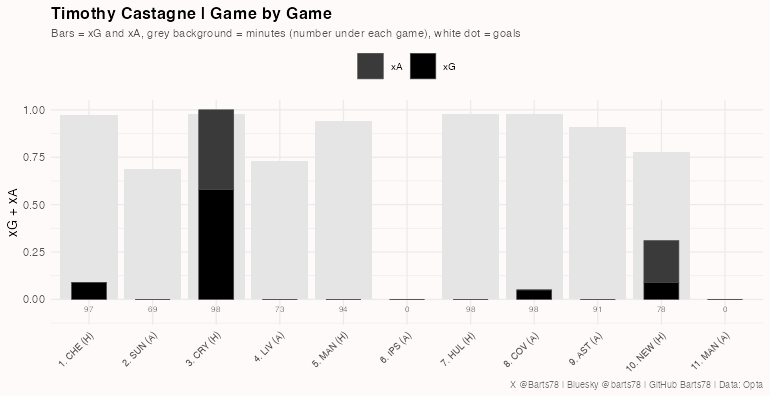 Timothy Castagne | Game by Game
Bars = xG and xA, grey background = minutes (number under each game), white dot = goals
xA xG
xG + xA
1.00
0.75
0.50
0.25
0.00
97 69 98 73 94 0 98 98 91 78 0
1. CHE (H) 2. SUN (A) 3. CRY (H) 4. LIV (A) 5. MAN (H) 6. IPS (A) 7. HUL (H) 8. COV (A) 9. AST (A) 10. NEW (H) 11. MAN (A)
X @Barts78 | Bluesky @barts78 | GitHub Barts78 | Data: Opta